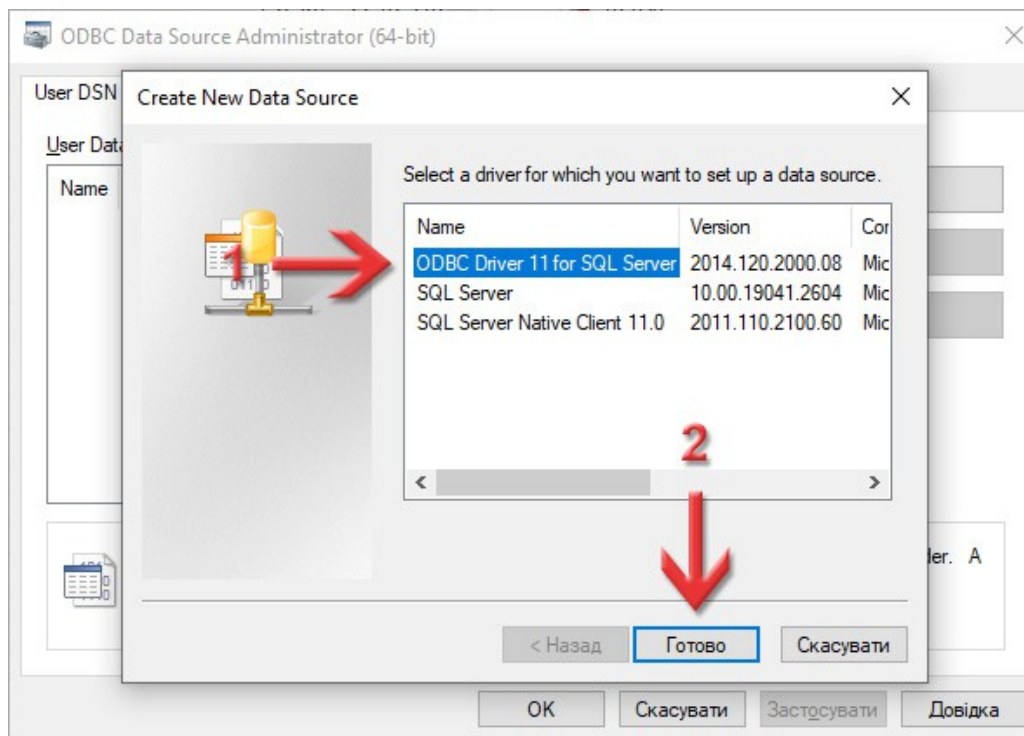 ODBC Data Source Administrator (64-bit)
User DSN
Create New Data Source
User Data
Name
Select a driver for which you want to set up a data source.
Name Version
ODBC Driver 11 for SQL Server 2014.120.2000.08 Mic
SQL Server 10.00.19041.2604 Mic
SQL Server Native Client 11.0 2011.110.2100.60 Mic
1
2
der. A
< Назад Готово Скасувати
OK Скасувати Застосувати Довідка